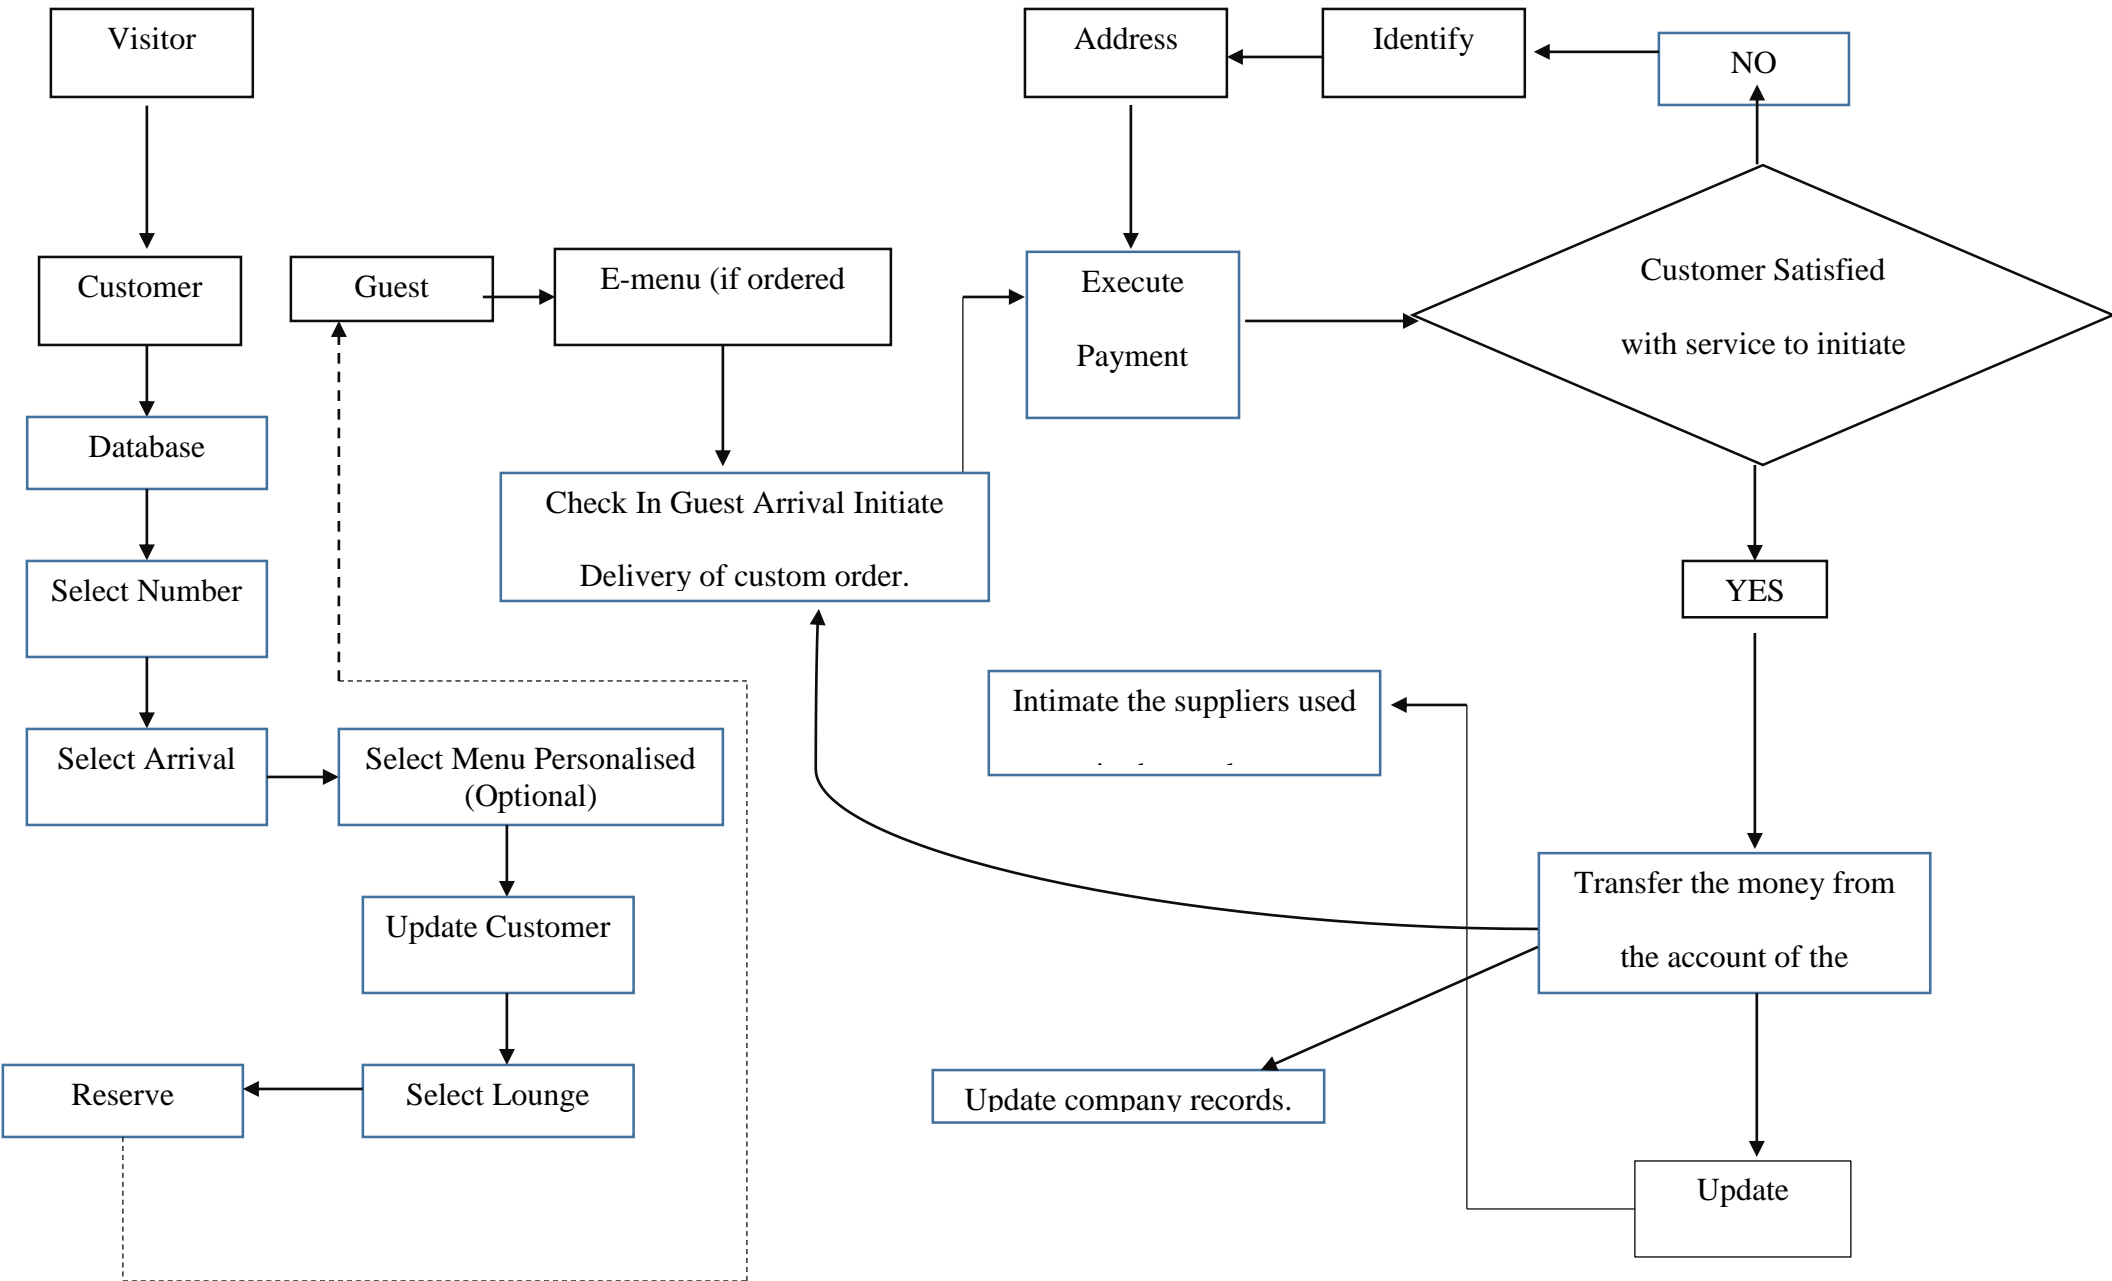 Visitor
Address
Identify
NO
Customer
Guest
E-menu (if ordered
Execute
Payment
Customer Satisfied
with service to initiate
Database
Check In Guest Arrival Initiate
Delivery of custom order.
Select Number
YES
Intimate the suppliers used
Select Arrival
Select Menu Personalised
(Optional)
Transfer the money from
the account of the
Update Customer
Reserve
Select Lounge
Update company records.
Update